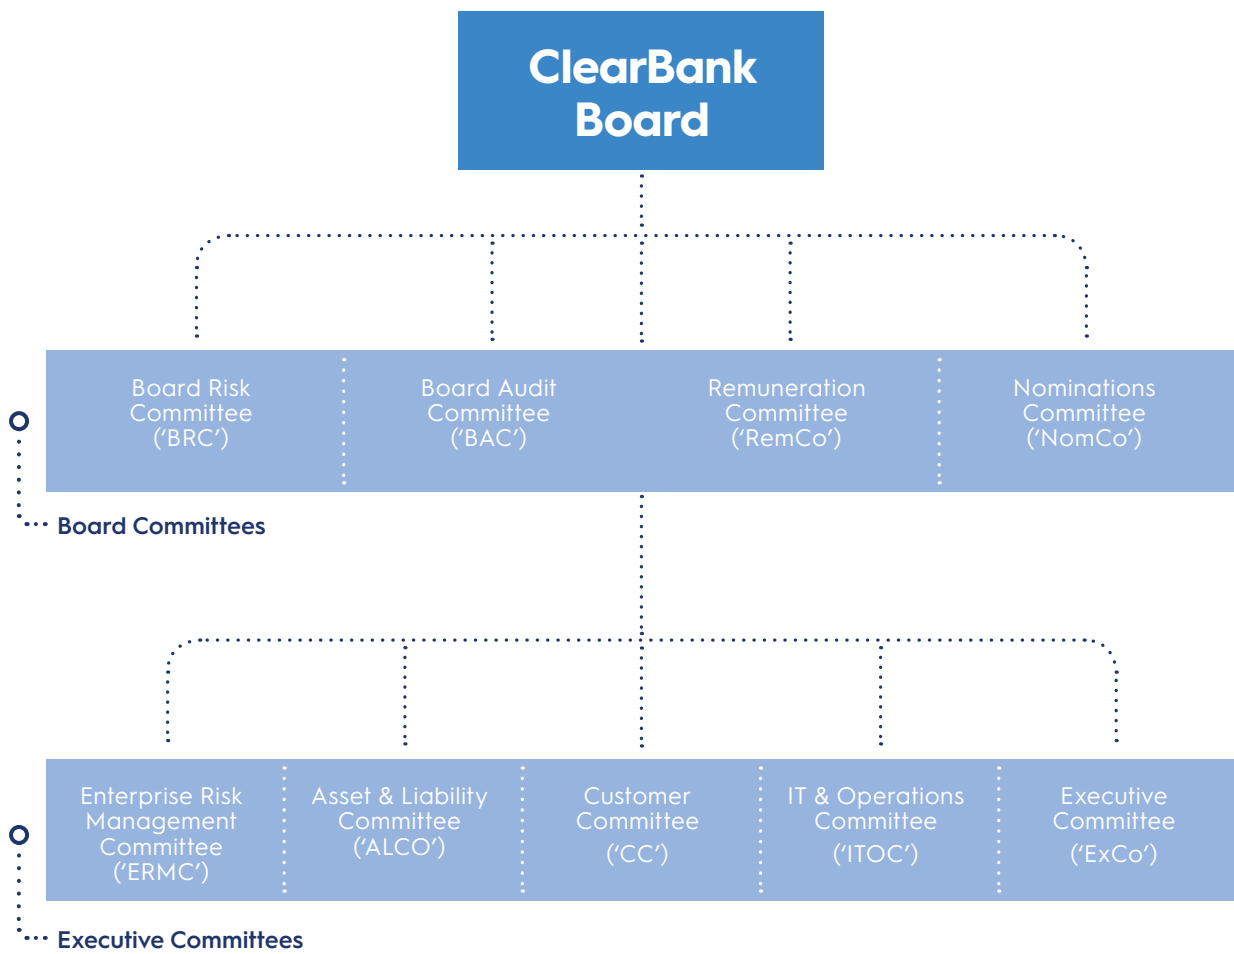 ClearBank
Board
Board Risk
Committee
(‘BRC’)
Board Audit
Committee
(‘BAC’)
Remuneration
Committee
(‘RemCo’)
Nominations
Committee
(‘NomCo’)
Board Committees
Enterprise Risk
Management
Committee
(‘ERMC’)
Asset & Liability
Committee
(‘ALCO’)
Customer
Committee
(‘CC’)
IT & Operations
Committee
(‘ITOC’)
Executive
Committee
(‘ExCo’)
Executive Committees